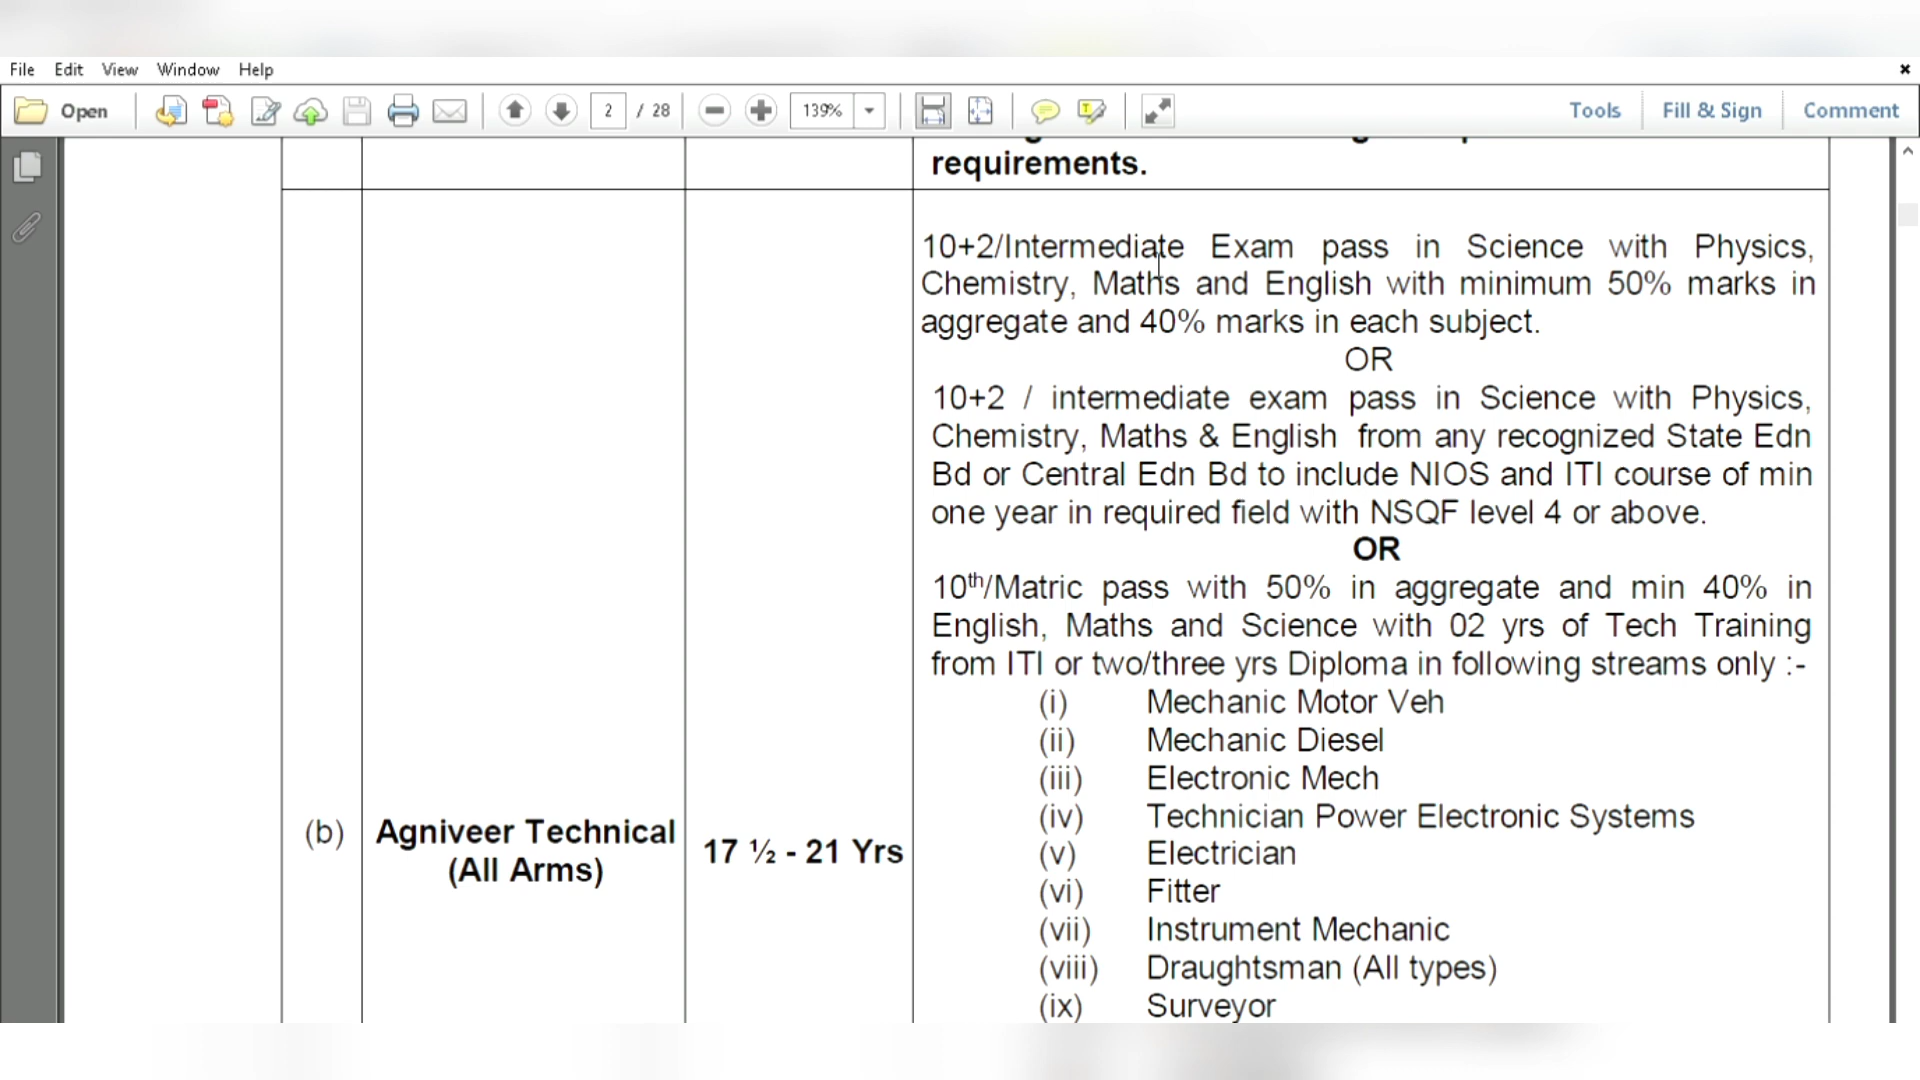 File Edit View Window Help
Open 2 / 28 139% Tools Fill & Sign Comment
requirements.
10+2/Intermediate Exam pass in Science with Physics,
Chemistry, Maths and English with minimum 50% marks in
aggregate and 40% marks in each subject.
OR
10+2 / intermediate exam pass in Science with Physics,
Chemistry, Maths & English from any recognized State Edn
Bd or Central Edn Bd to include NIOS and ITI course of min
one year in required field with NSQF level 4 or above.
OR
10th/Matric pass with 50% in aggregate and min 40% in
English, Maths and Science with 02 yrs of Tech Training
from ITI or two/three yrs Diploma in following streams only :-
(i) Mechanic Motor Veh
(ii) Mechanic Diesel
(iii) Electronic Mech
(iv) Technician Power Electronic Systems
(b) Agniveer Technical
(All Arms)
17 ½ - 21 Yrs
(v) Electrician
(vi) Fitter
(vii) Instrument Mechanic
(viii) Draughtsman (All types)
(ix) Surveyor